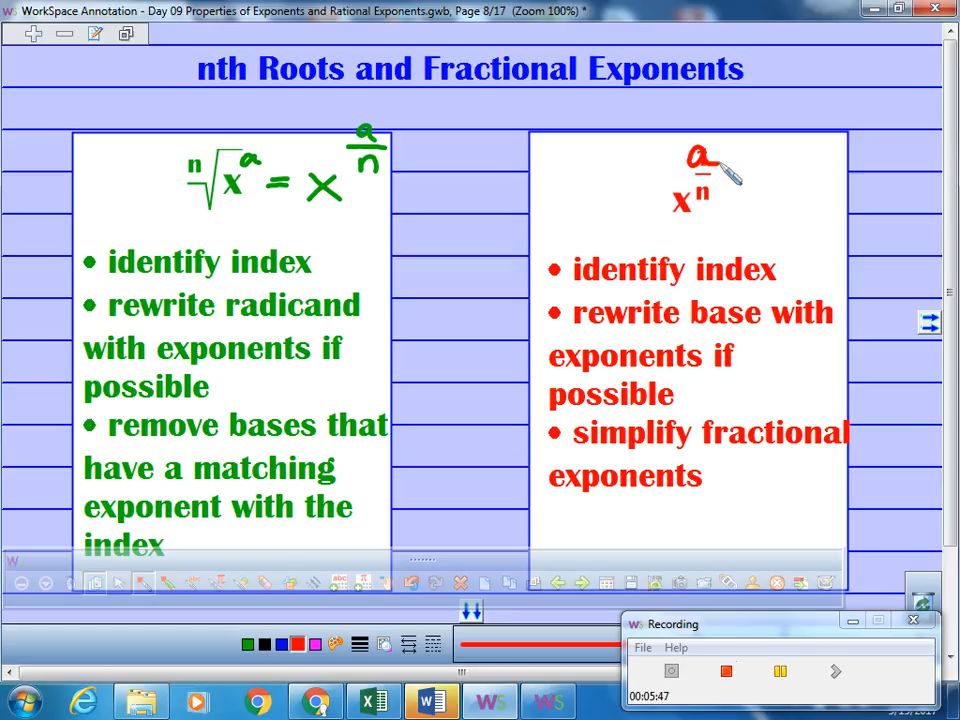 WorkSpace Annotation - Day 09 Properties of Exponents and Rational Exponents.gwb, Page 8/17 (Zoom 100%) *
nth Roots and Fractional Exponents
n√x^a = x^(a/n)
• identify index
• rewrite radicand
with exponents if
possible
• remove bases that
have a matching
exponent with the
index
x^(a/n)
• identify index
• rewrite base with
exponents if
possible
• simplify fractional
exponents
Recording
File Help
00:05:47